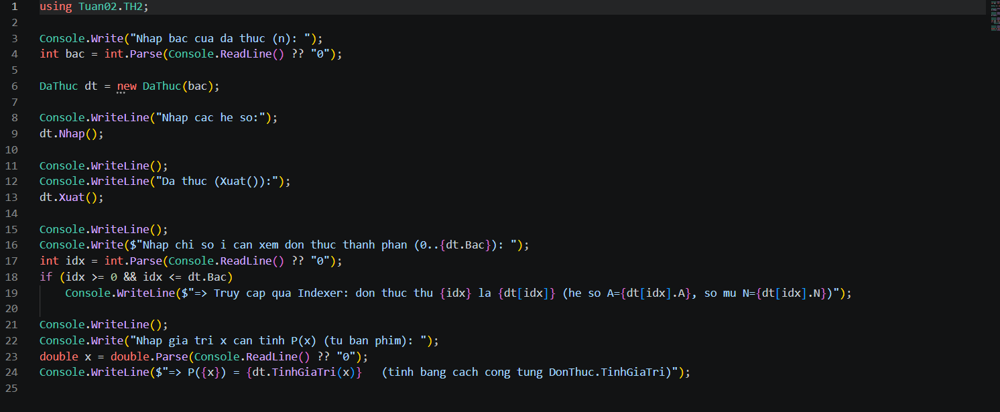 1 using Tuan02.TH2;
2
3 Console.Write("Nhap bac cua da thuc (n): ");
4 int bac = int.Parse(Console.ReadLine() ?? "0");
5
6 DaThuc dt = new DaThuc(bac);
7
8 Console.WriteLine("Nhap cac he so:");
9 dt.Nhap();
10
11 Console.WriteLine();
12 Console.WriteLine("Da thuc (Xuat()):");
13 dt.Xuat();
14
15 Console.WriteLine();
16 Console.Write($"Nhap chi so i can xem don thuc thanh phan (0..{dt.Bac}): ");
17 int idx = int.Parse(Console.ReadLine() ?? "0");
18 if (idx >= 0 && idx <= dt.Bac)
19     Console.WriteLine($"=> Truy cap qua Indexer: don thuc thu {idx} la {dt[idx]} (he so A={dt[idx].A}, so mu N={dt[idx].N})");
20
21 Console.WriteLine();
22 Console.Write("Nhap gia tri x can tinh P(x) (tu ban phim): ");
23 double x = double.Parse(Console.ReadLine() ?? "0");
24 Console.WriteLine($"=> P({x}) = {dt.TinhGiaTri(x)}   (tinh bang cach cong tung DonThuc.TinhGiaTri)");
25